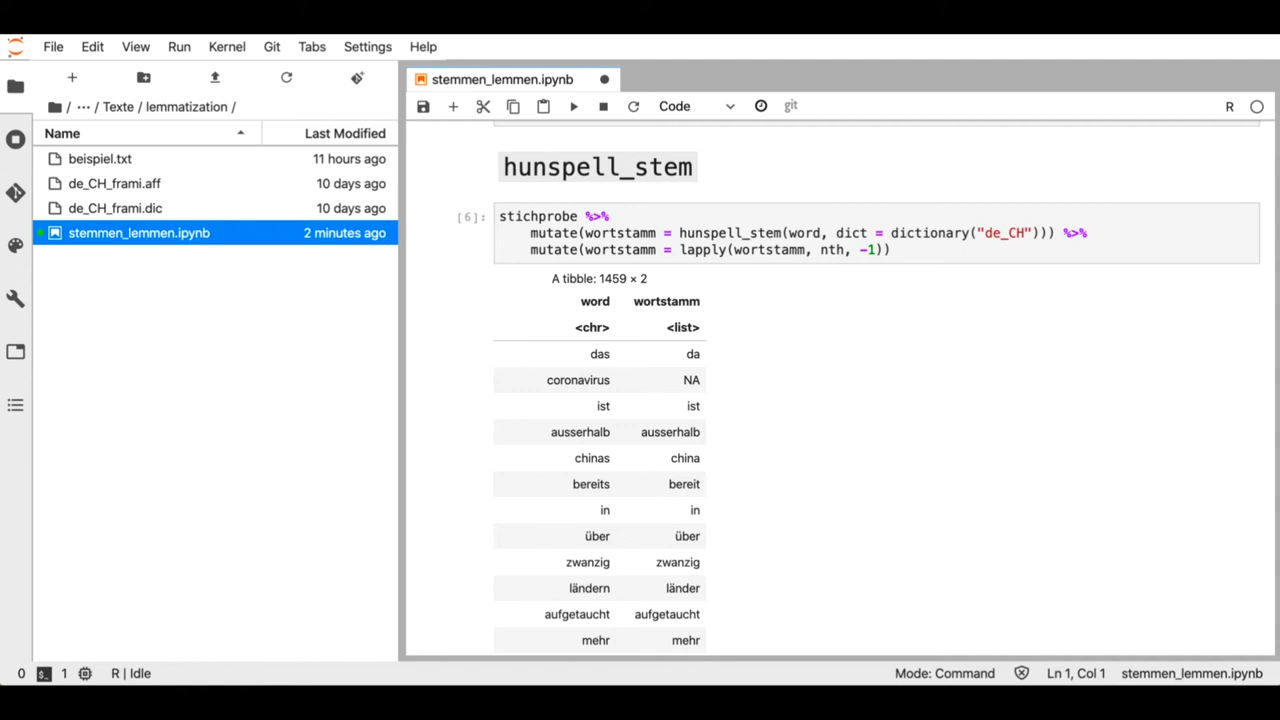 File Edit View Run Kernel Git Tabs Settings Help
/ ··· / Texte / lemmatization /
Name Last Modified
beispiel.txt 11 hours ago
de_CH_frami.aff 10 days ago
de_CH_frami.dic 10 days ago
stemmen_lemmen.ipynb 2 minutes ago
stemmen_lemmen.ipynb
Code git R
hunspell_stem
[6]: stichprobe %>%
mutate(wortstamm = hunspell_stem(word, dict = dictionary("de_CH"))) %>%
mutate(wortstamm = lapply(wortstamm, nth, -1))
A tibble: 1459 × 2
word wortstamm
<chr> <list>
das da
coronavirus NA
ist ist
ausserhalb ausserhalb
chinas china
bereits bereit
in in
über über
zwanzig zwanzig
ländern länder
aufgetaucht aufgetaucht
mehr mehr
0 1 R | Idle Mode: Command Ln 1, Col 1 stemmen_lemmen.ipynb